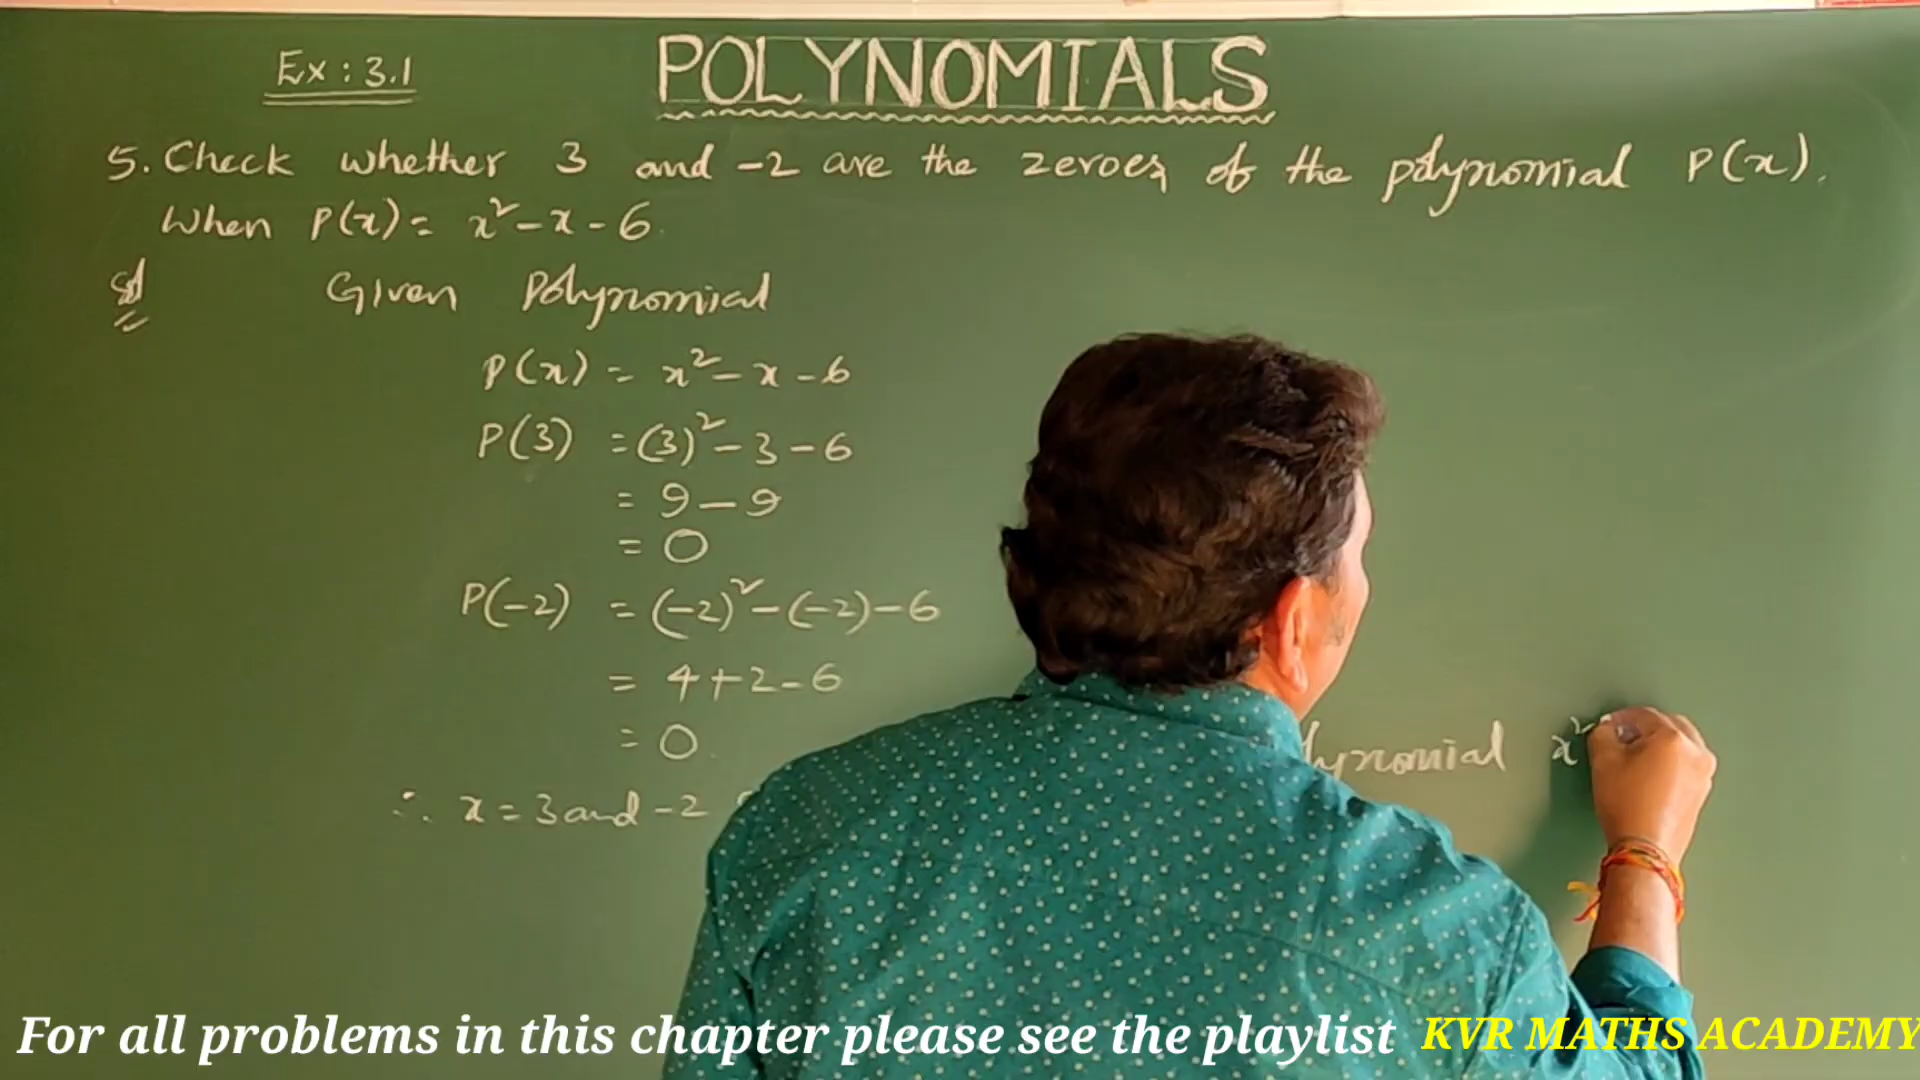 Ex : 3.1
POLYNOMIALS
5. Check whether 3 and -2 are the zeroes of the polynomial P(x).
When P(x) = x² - x - 6.
Sol
Given Polynomial
P(x) = x² - x - 6
P(3) = (3)² - 3 - 6
= 9 - 9
= 0
P(-2) = (-2)² - (-2) - 6
= 4 + 2 - 6
= 0
∴ x = 3 and -2
lynomial x²
For all problems in this chapter please see the playlist KVR MATHS ACADEMY